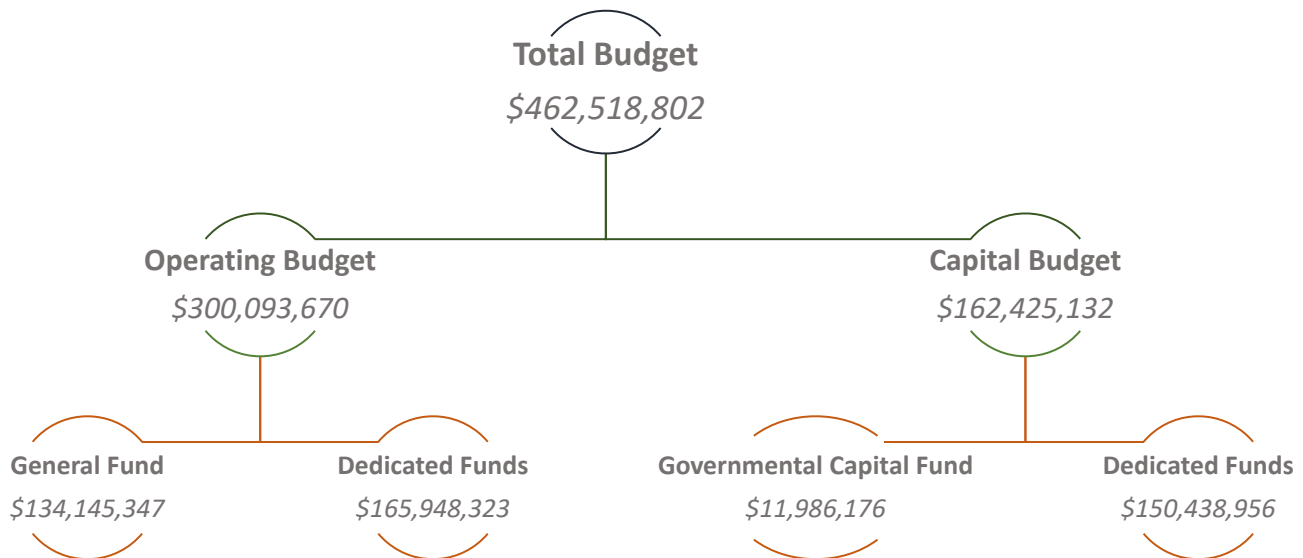 Total Budget
$462,518,802
Operating Budget
$300,093,670
Capital Budget
$162,425,132
General Fund
$134,145,347
Dedicated Funds
$165,948,323
Governmental Capital Fund
$11,986,176
Dedicated Funds
$150,438,956